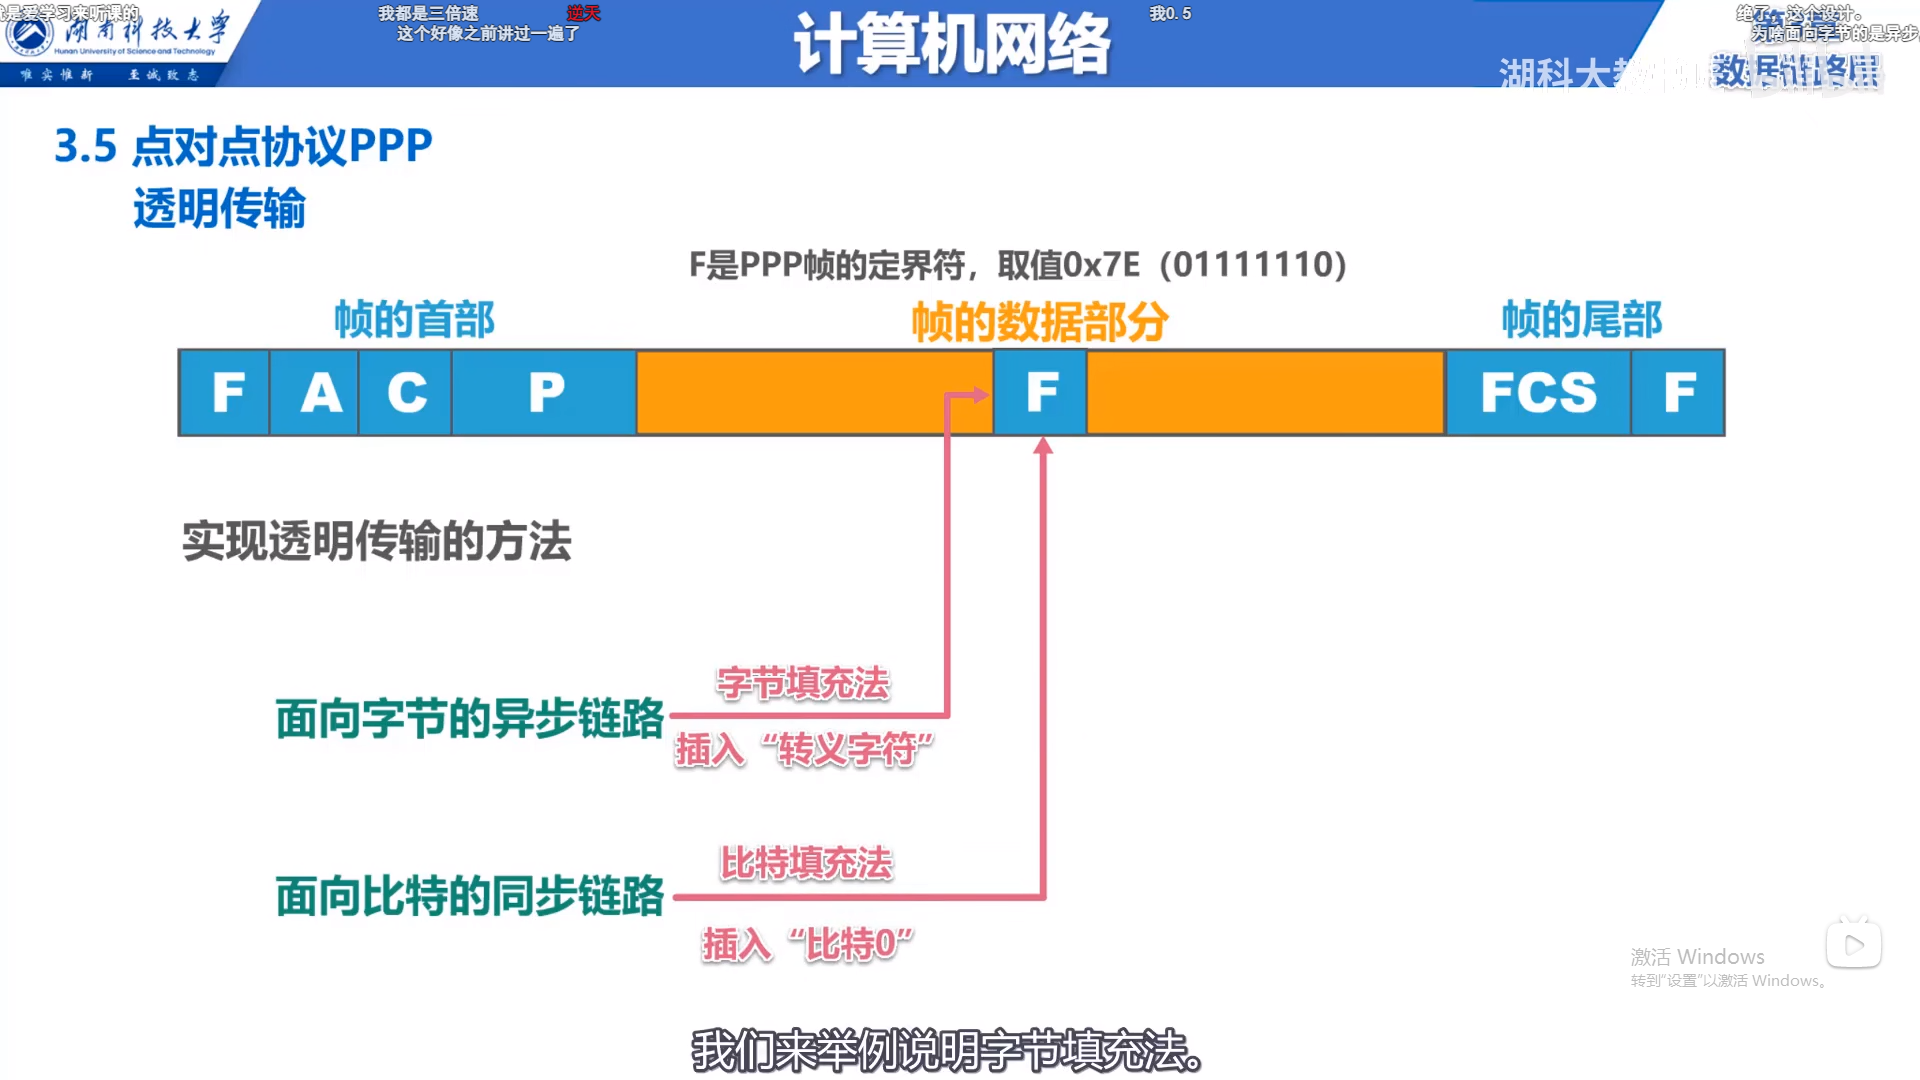 就是爱学习来听课的
我都是三倍速
逆天
这个好像之前讲过一遍了
我0.5
绝了，这个设计。
为啥面向字节的是异步
湖南科技大学
Hunan University of Science and Technology
唯实惟新 至诚致志
计算机网络
数据链路层
湖科大教
3.5 点对点协议PPP
透明传输
F是PPP帧的定界符，取值0x7E（01111110）
帧的首部
帧的数据部分
帧的尾部
F A C P F FCS F
实现透明传输的方法
字节填充法
面向字节的异步链路
插入“转义字符”
比特填充法
面向比特的同步链路
插入“比特0”
激活 Windows
转到“设置”以激活 Windows。
我们来举例说明字节填充法。